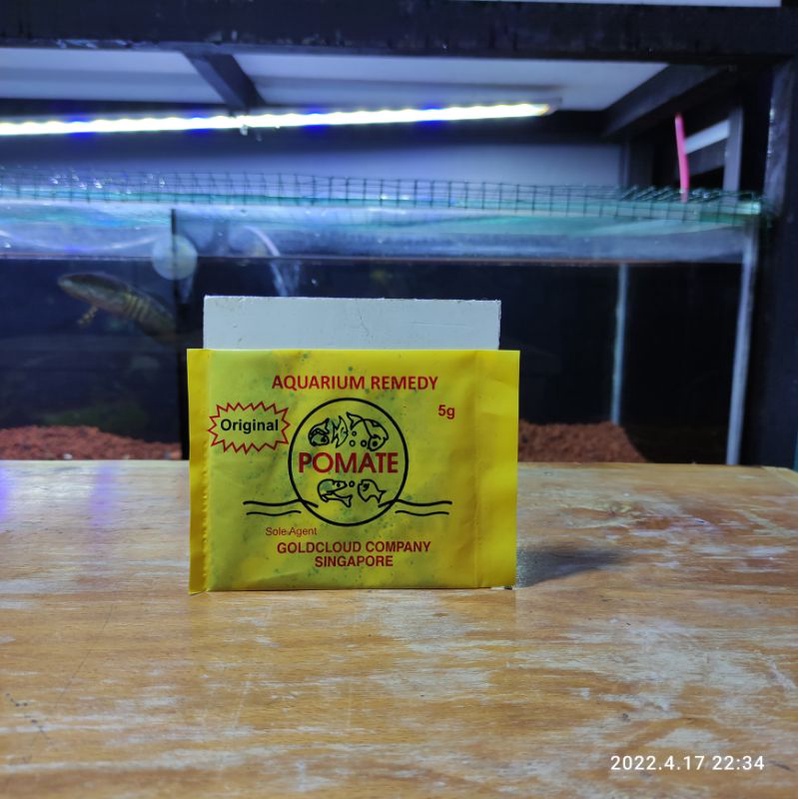 AQUARIUM REMEDY
Original
5g
POMATE
Sole Agent
GOLDCLOUD COMPANY
SINGAPORE
2022.4.17 22:34